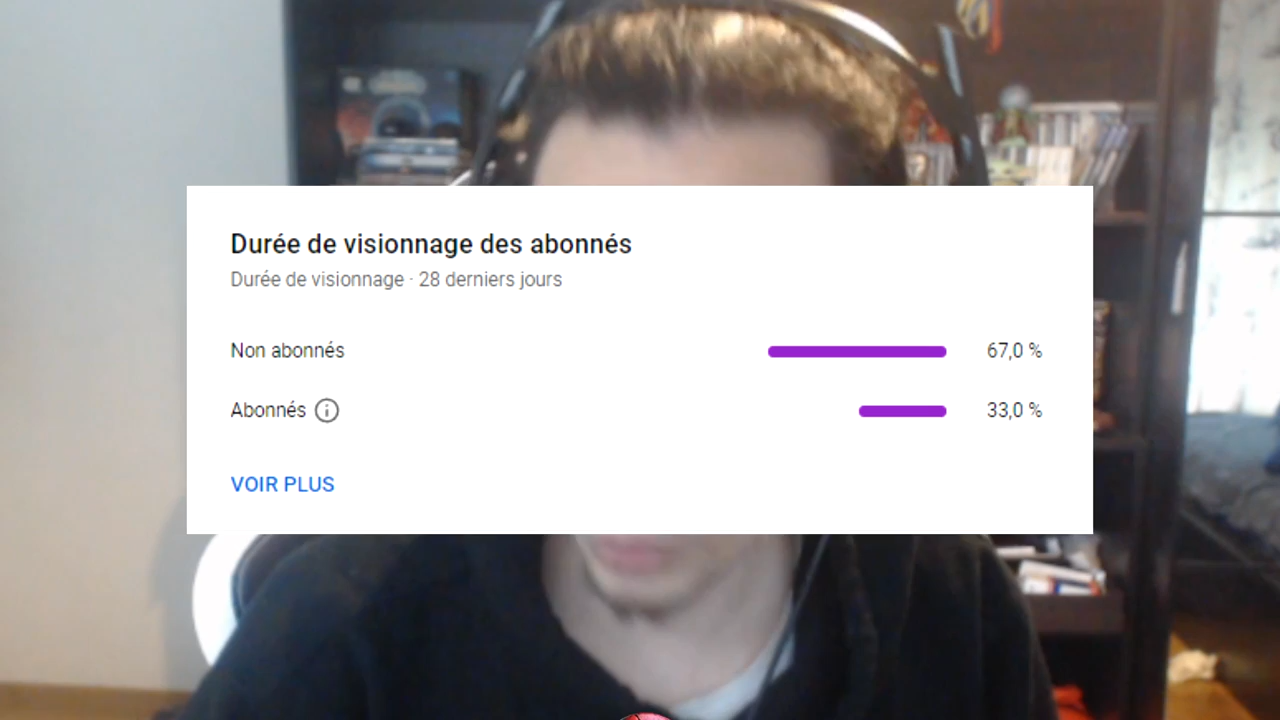 Durée de visionnage des abonnés
Durée de visionnage · 28 derniers jours
Non abonnés 67,0 %
Abonnés 33,0 %
VOIR PLUS